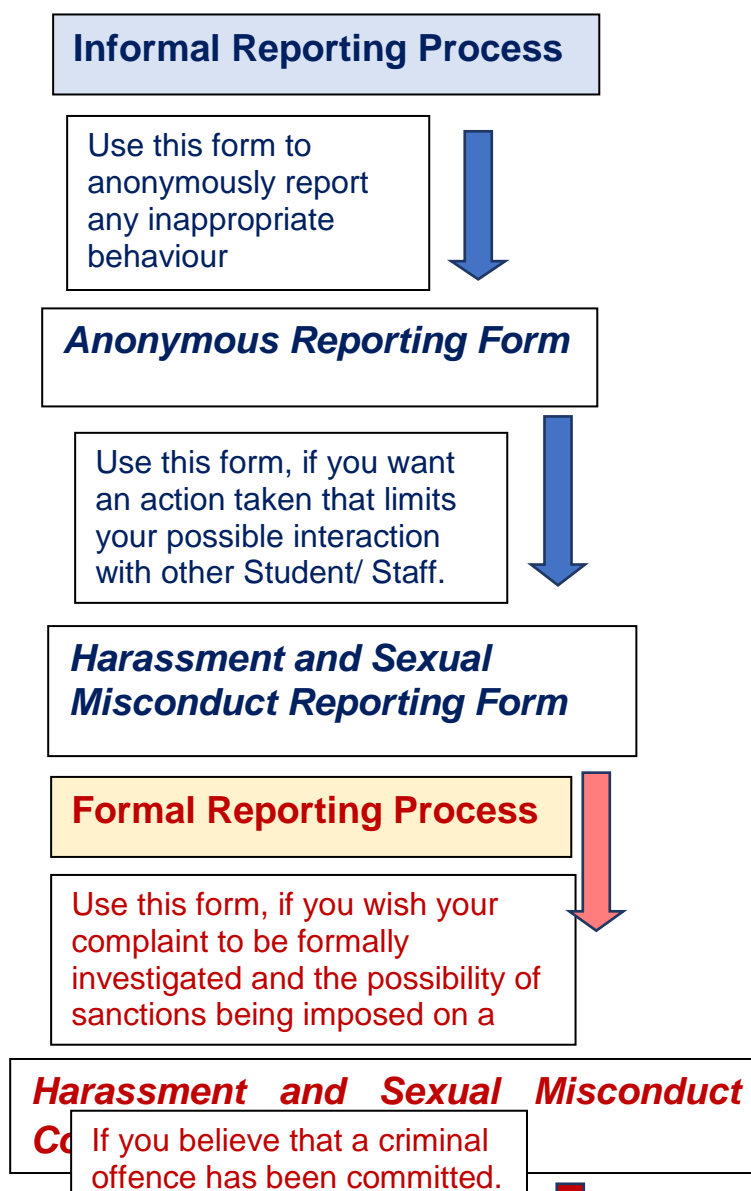 Informal Reporting Process
Use this form to
anonymously report
any inappropriate
behaviour
Anonymous Reporting Form
Use this form, if you want
an action taken that limits
your possible interaction
with other Student/ Staff.
Harassment and Sexual
Misconduct Reporting Form
Formal Reporting Process
Use this form, if you wish your
complaint to be formally
investigated and the possibility of
sanctions being imposed on a
Harassment and Sexual Misconduct
If you believe that a criminal
offence has been committed.